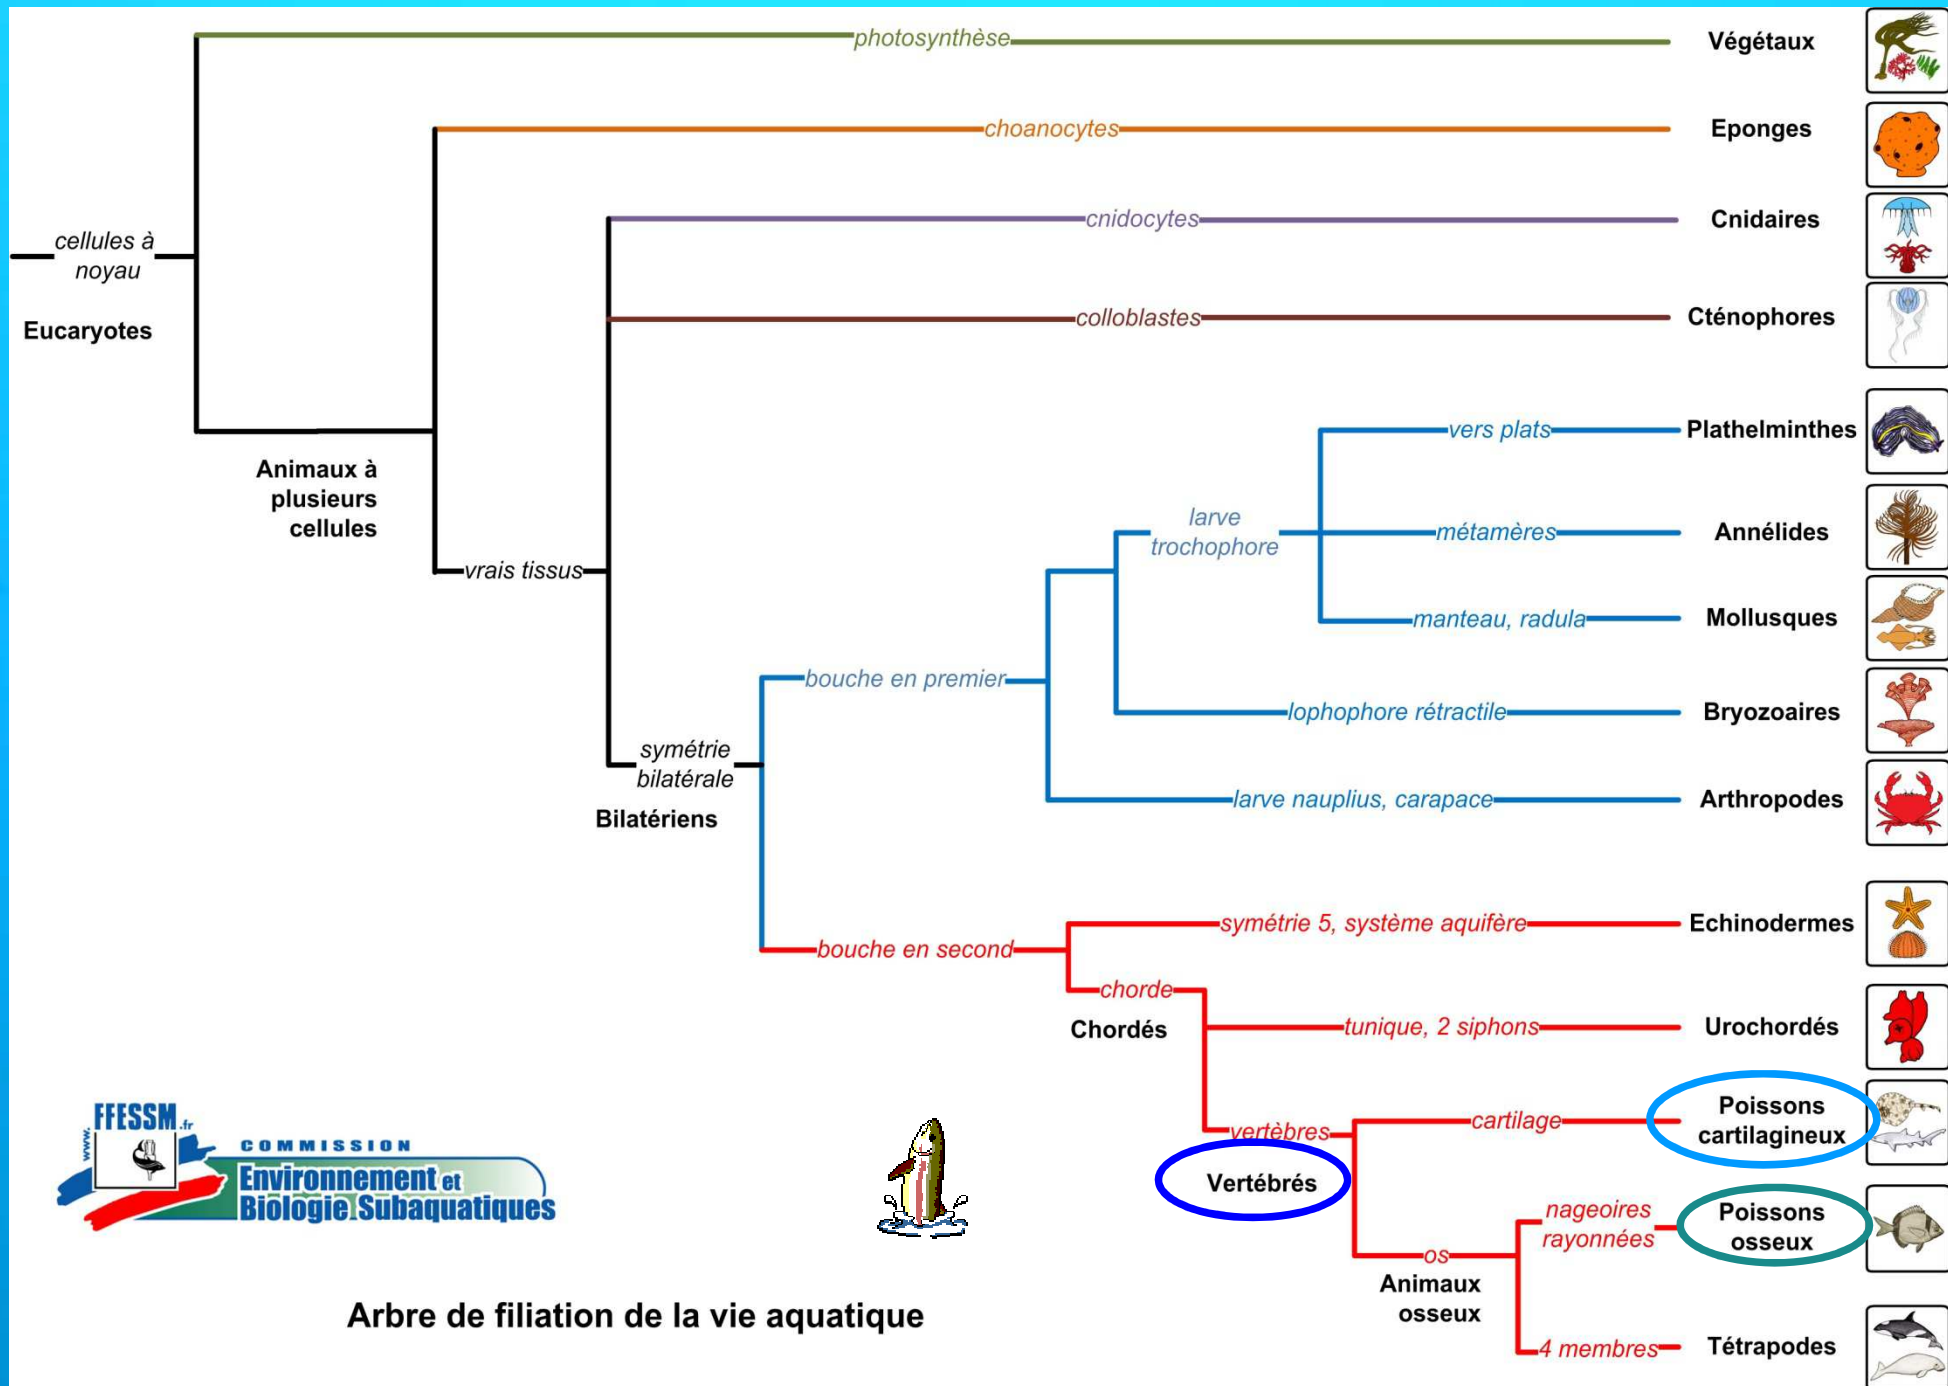 photosynthèse
Végétaux
choanocytes
Eponges
cnidocytes
Cnidaires
cellules à
noyau
Eucaryotes
colloblastes
Cténophores
vers plats
Plathelminthes
Animaux à
plusieurs
cellules
larve
trochophore
métamères
Annélides
vrais tissus
manteau, radula
Mollusques
bouche en premier
lophophore rétractile
Bryozoaires
symétrie
bilatérale
Bilatériens
larve nauplius, carapace
Arthropodes
symétrie 5, système aquifère
Echinodermes
bouche en second
chorde
Chordés
tunique, 2 siphons
Urochordés
vertèbres
Vertébrés
cartilage
Poissons
cartilagineux
nageoires
rayonnées
Poissons
osseux
os
Animaux
osseux
4 membres
Tétrapodes
www.FFESSM.fr
COMMISSION
Environnement et
Biologie Subaquatiques
Arbre de filiation de la vie aquatique